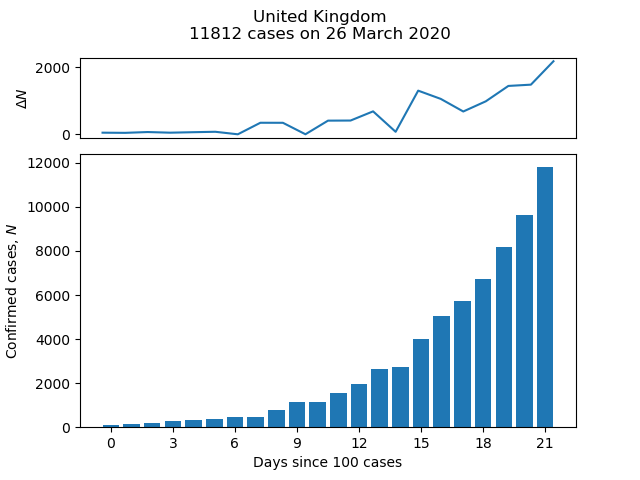 United Kingdom
11812 cases on 26 March 2020
2000
0
ΔN
12000
10000
8000
6000
4000
2000
0
Confirmed cases, N
0 3 6 9 12 15 18 21
Days since 100 cases